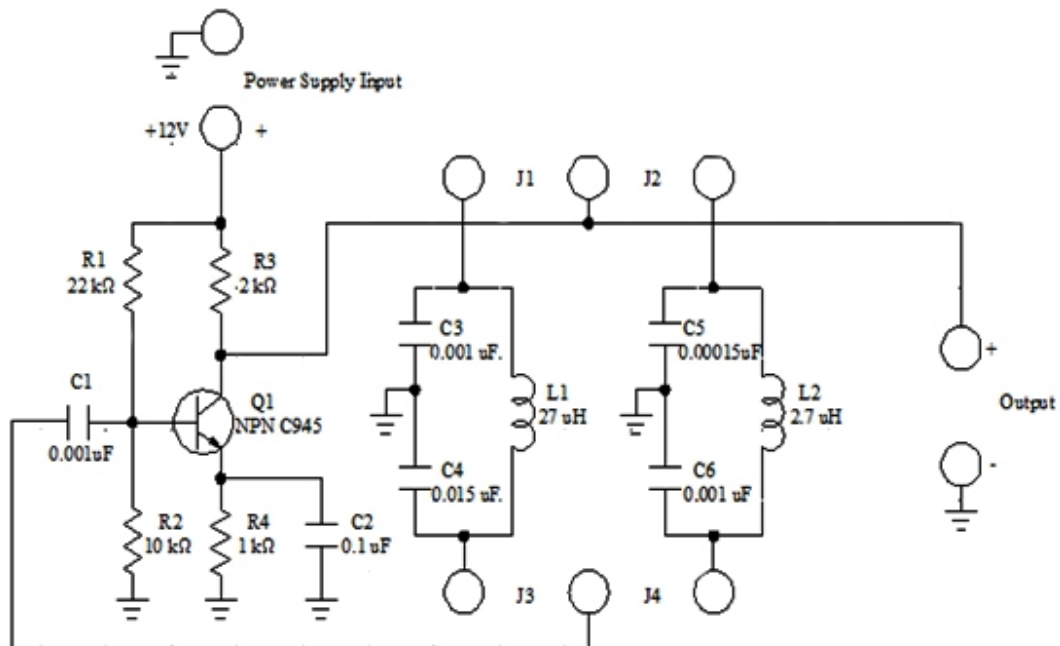 Power Supply Input
+12V +
J1 J2
R1
22 kΩ
R3
2 kΩ
C3
0.001 uF.
C5
0.00015uF
+
C1
0.001uF
Q1
NPN C945
L1
27 uH
L2
2.7 uH
Output
C4
0.015 uF.
C6
0.001 uF
-
R2
10 kΩ
R4
1 kΩ
C2
0.1 uF
J3 J4